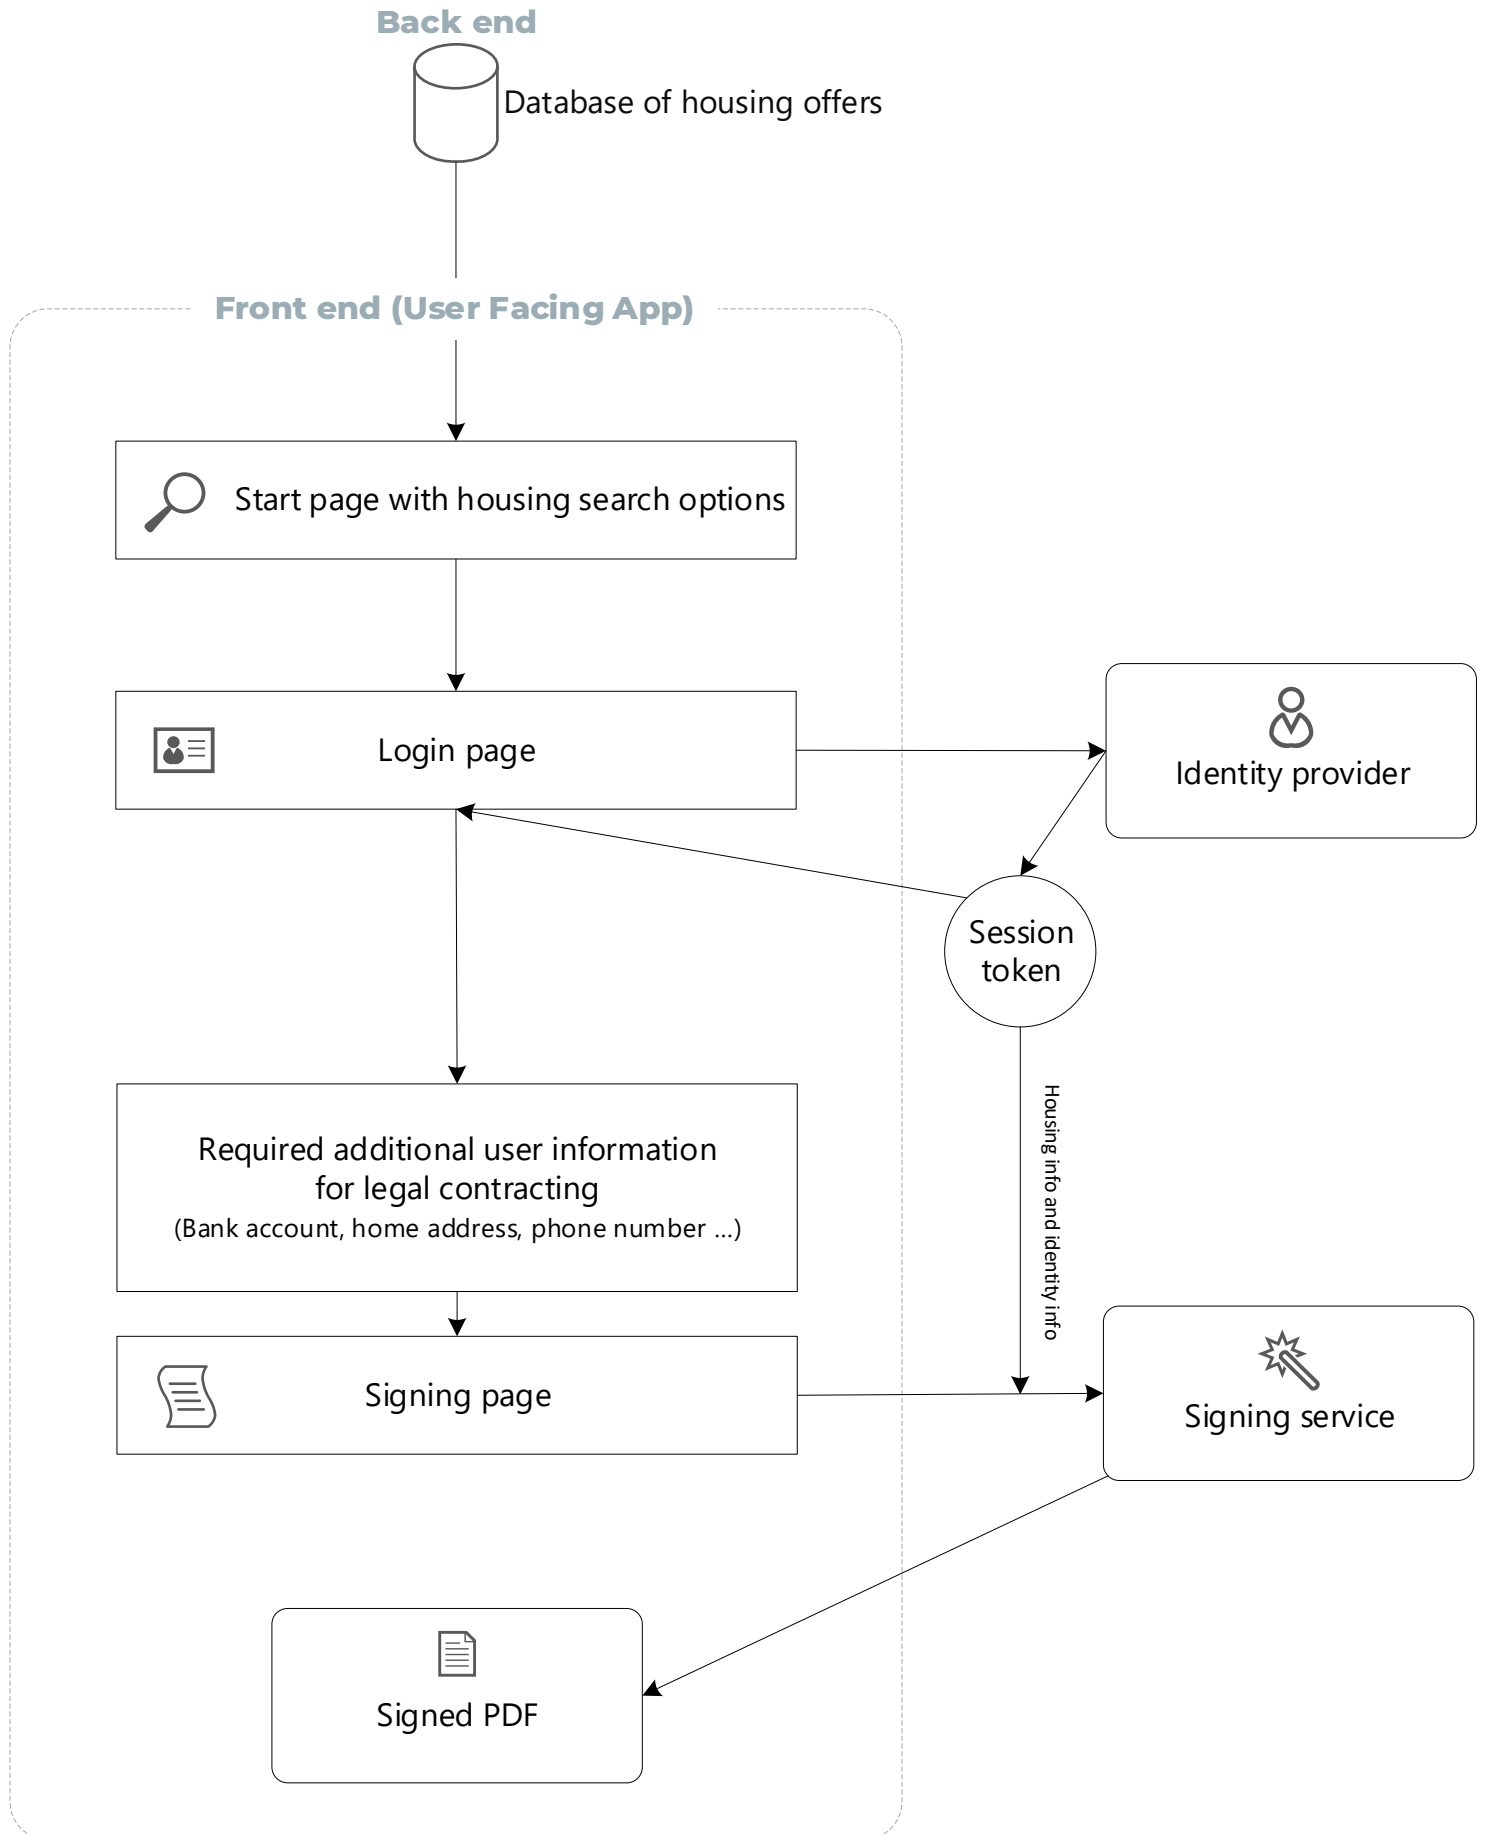 Back end
Database of housing offers
Front end (User Facing App)
Start page with housing search options
Login page
Identity provider
Session
token
Housing info and identity info
Required additional user information
for legal contracting
(Bank account, home address, phone number ...)
Signing page
Signing service
Signed PDF